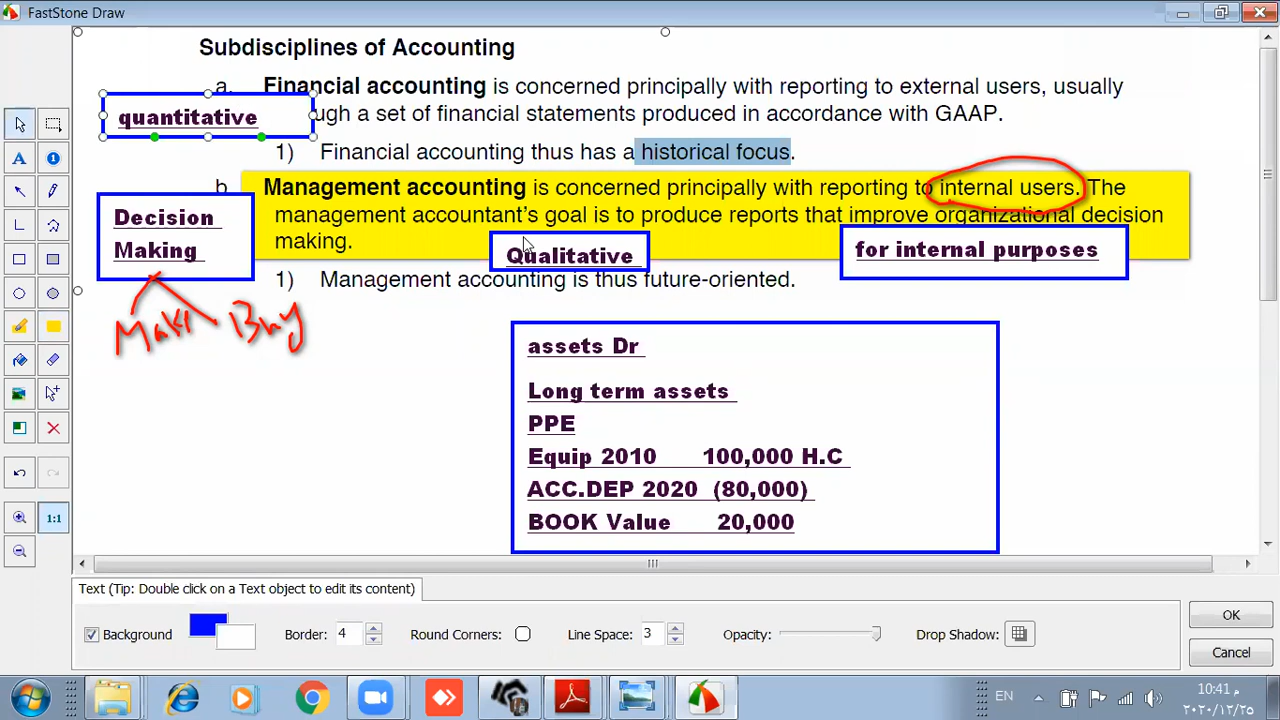 FastStone Draw
Subdisciplines of Accounting
a. Financial accounting is concerned principally with reporting to external users, usually
quantitative
ugh a set of financial statements produced in accordance with GAAP.
1) Financial accounting thus has a historical focus.
b Management accounting is concerned principally with reporting to internal users. The
management accountant's goal is to produce reports that improve organizational decision
making.
Decision
Making
Qualitative
for internal purposes
1) Management accounting is thus future-oriented.
Make Buy
assets Dr
Long term assets
PPE
Equip 2010 100,000 H.C
ACC.DEP 2020 (80,000)
BOOK Value 20,000
A
1:1
Text (Tip: Double click on a Text object to edit its content)
Background Border: 4 Round Corners: Line Space: 3 Opacity: Drop Shadow:
OK
Cancel
EN
10:41 م
٢٠٢٠/١٢/٢٥